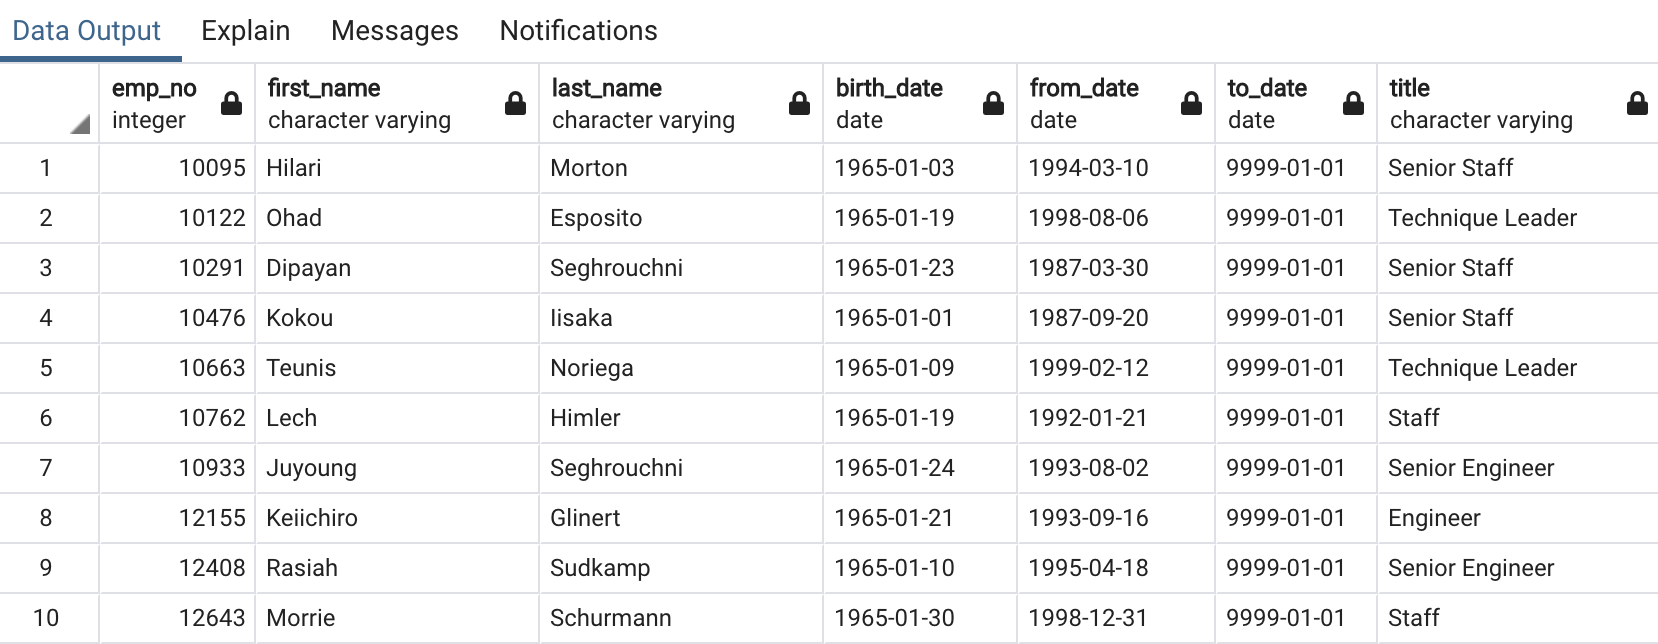 Data Output Explain Messages Notifications
emp_no first_name last_name birth_date from_date to_date title
integer character varying character varying date date date character varying
1 10095 Hilari Morton 1965-01-03 1994-03-10 9999-01-01 Senior Staff
2 10122 Ohad Esposito 1965-01-19 1998-08-06 9999-01-01 Technique Leader
3 10291 Dipayan Seghrouchni 1965-01-23 1987-03-30 9999-01-01 Senior Staff
4 10476 Kokou Iisaka 1965-01-01 1987-09-20 9999-01-01 Senior Staff
5 10663 Teunis Noriega 1965-01-09 1999-02-12 9999-01-01 Technique Leader
6 10762 Lech Himler 1965-01-19 1992-01-21 9999-01-01 Staff
7 10933 Juyoung Seghrouchni 1965-01-24 1993-08-02 9999-01-01 Senior Engineer
8 12155 Keiichiro Glinert 1965-01-21 1993-09-16 9999-01-01 Engineer
9 12408 Rasiah Sudkamp 1965-01-10 1995-04-18 9999-01-01 Senior Engineer
10 12643 Morrie Schurmann 1965-01-30 1998-12-31 9999-01-01 Staff